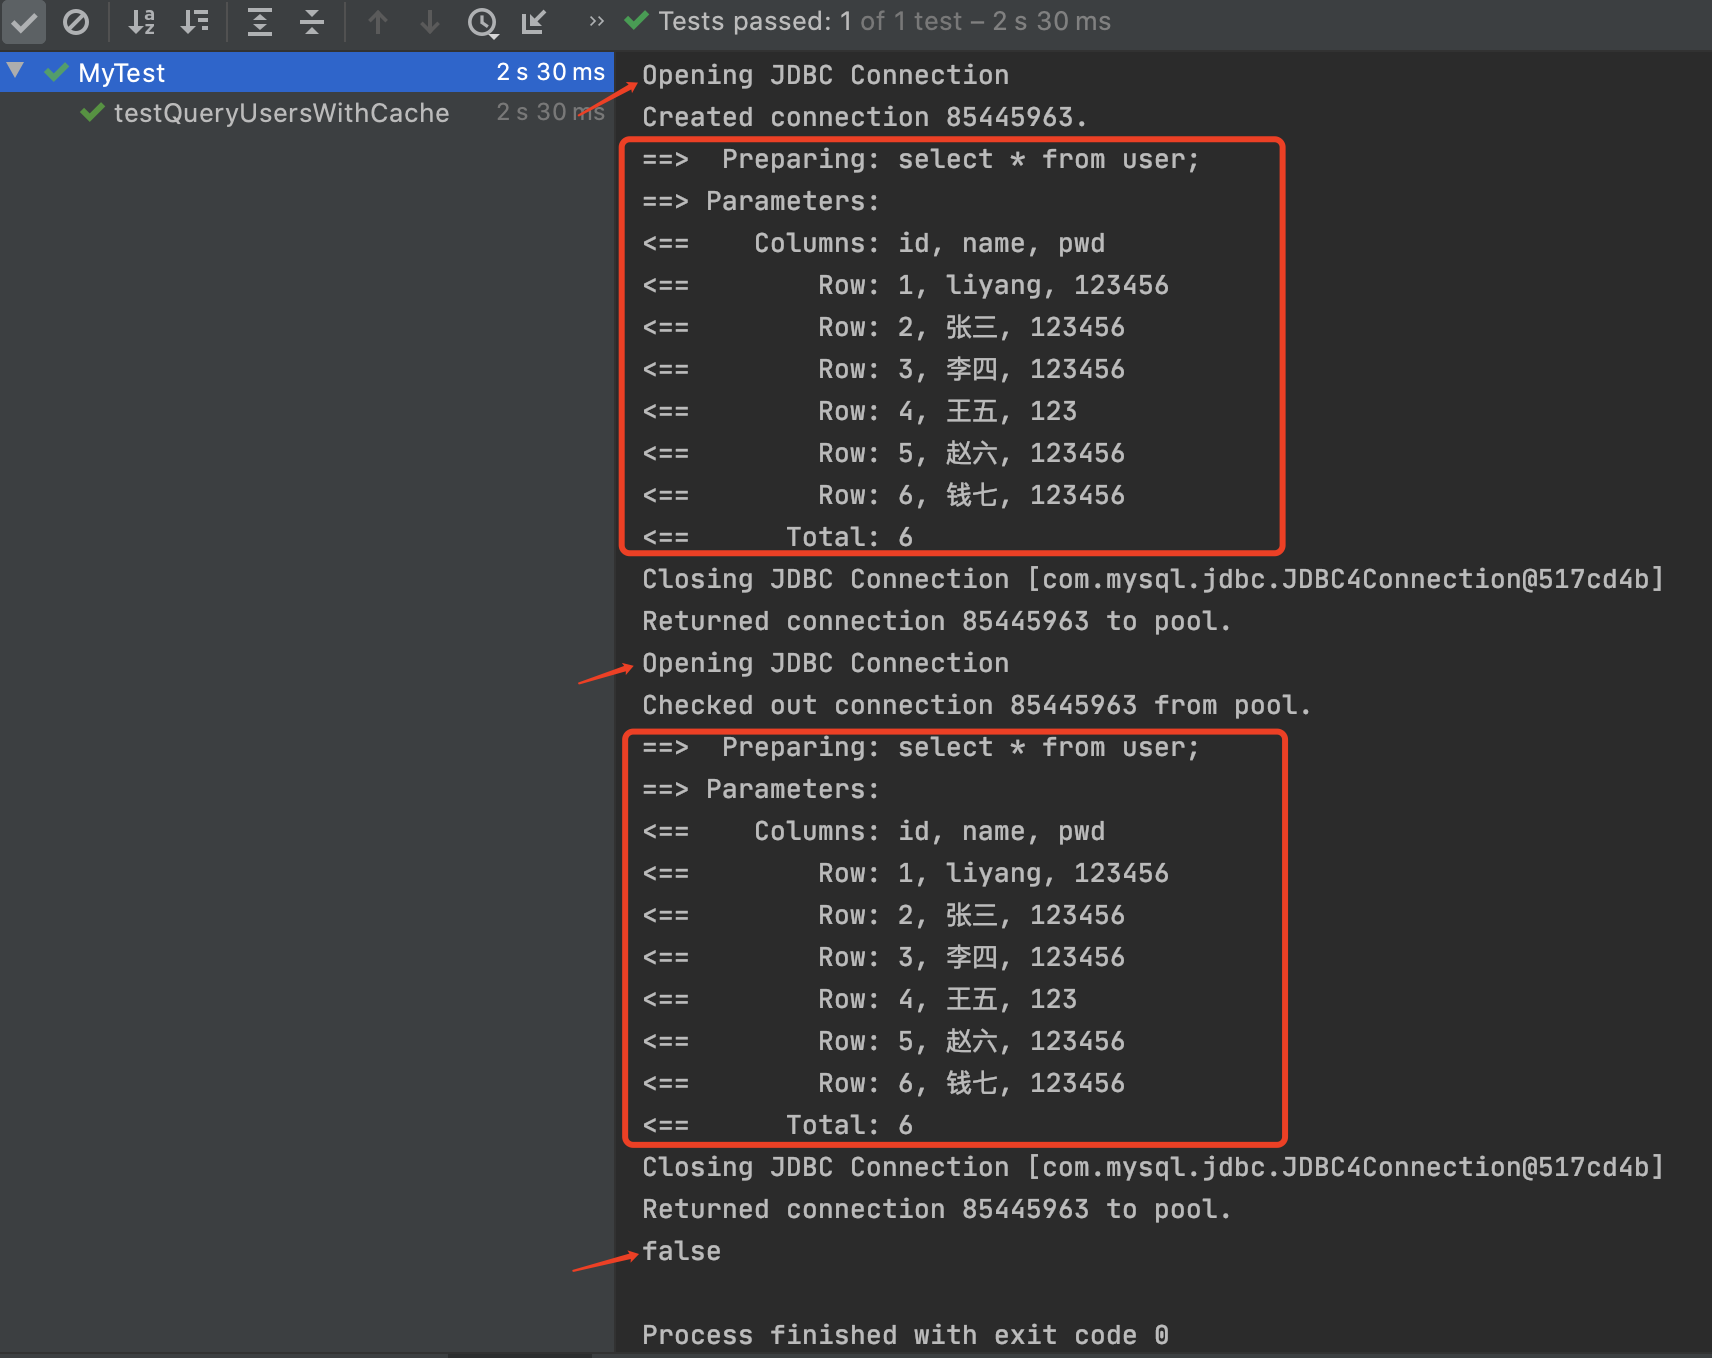 Tests passed: 1 of 1 test – 2 s 30 ms
MyTest 2 s 30 ms
testQueryUsersWithCache 2 s 30 ms
Opening JDBC Connection
Created connection 85445963.
==>  Preparing: select * from user;
==> Parameters:
<==    Columns: id, name, pwd
<==        Row: 1, liyang, 123456
<==        Row: 2, 张三, 123456
<==        Row: 3, 李四, 123456
<==        Row: 4, 王五, 123
<==        Row: 5, 赵六, 123456
<==        Row: 6, 钱七, 123456
<==      Total: 6
Closing JDBC Connection [com.mysql.jdbc.JDBC4Connection@517cd4b]
Returned connection 85445963 to pool.
Opening JDBC Connection
Checked out connection 85445963 from pool.
==>  Preparing: select * from user;
==> Parameters:
<==    Columns: id, name, pwd
<==        Row: 1, liyang, 123456
<==        Row: 2, 张三, 123456
<==        Row: 3, 李四, 123456
<==        Row: 4, 王五, 123
<==        Row: 5, 赵六, 123456
<==        Row: 6, 钱七, 123456
<==      Total: 6
Closing JDBC Connection [com.mysql.jdbc.JDBC4Connection@517cd4b]
Returned connection 85445963 to pool.
false
Process finished with exit code 0